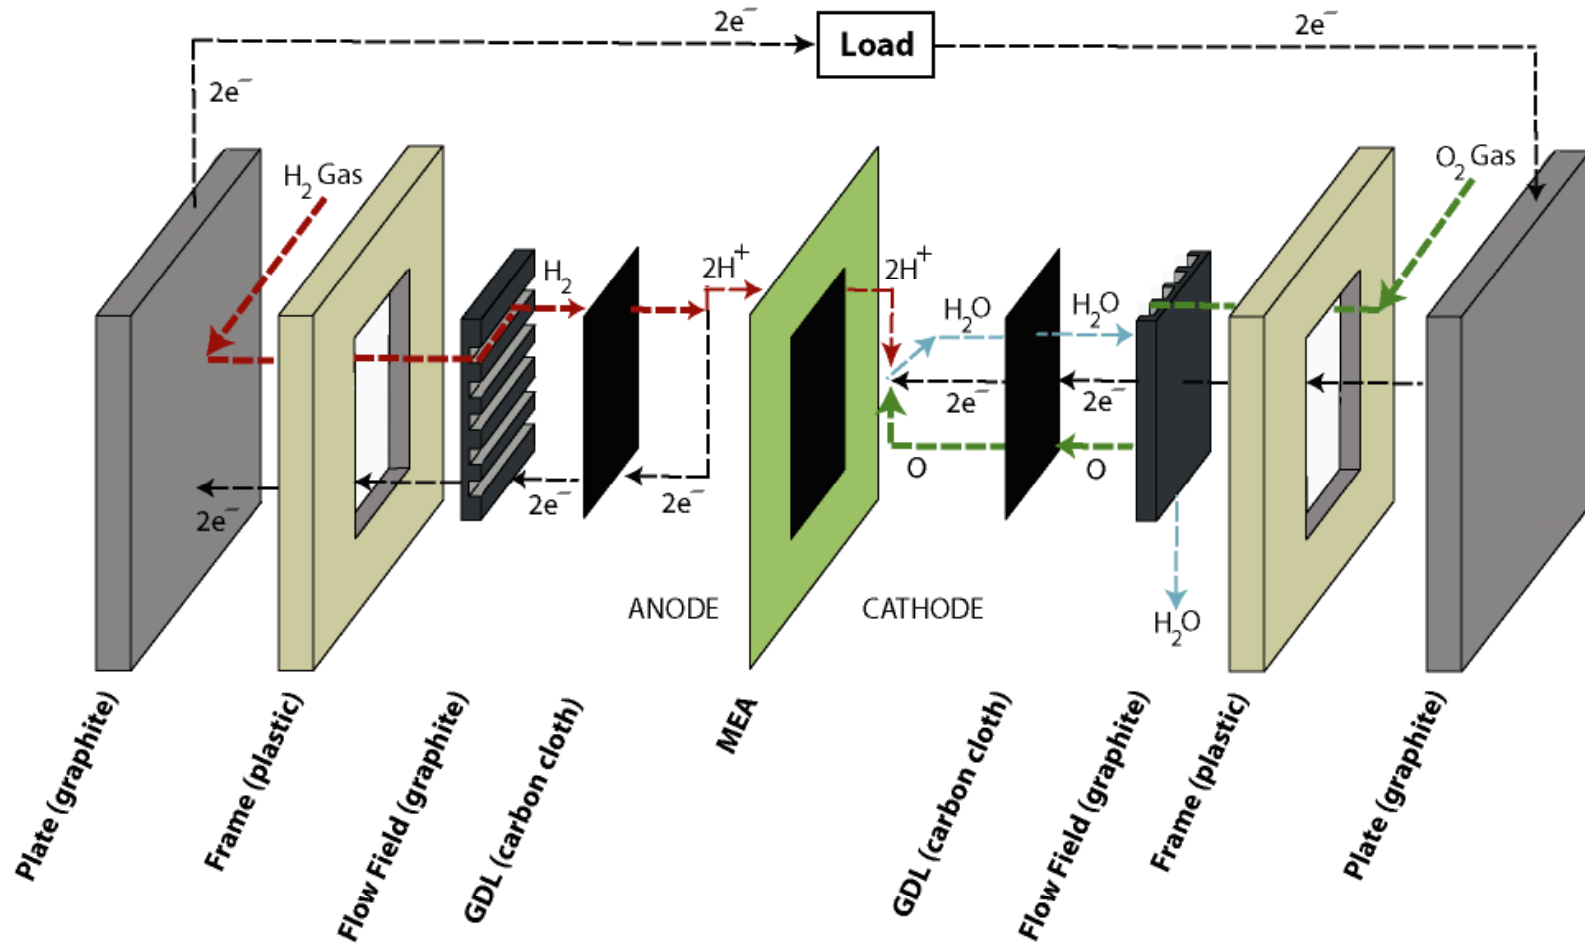 2e⁻
Load
2e⁻
2e⁻
H₂ Gas
O₂ Gas
H₂
2H⁺
2H⁺
H₂O
H₂O
2e⁻
2e⁻
O
O
2e⁻
2e⁻
2e⁻
ANODE
CATHODE
H₂O
Plate (graphite)
Frame (plastic)
Flow Field (graphite)
GDL (carbon cloth)
MEA
GDL (carbon cloth)
Flow Field (graphite)
Frame (plastic)
Plate (graphite)